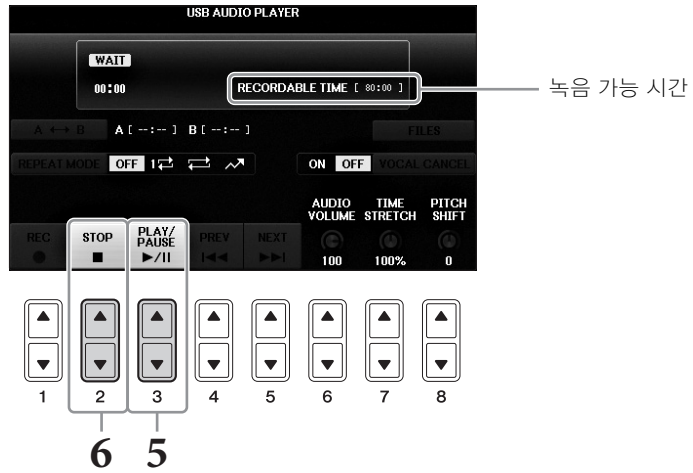 USB AUDIO PLAYER
WAIT
00:00
RECORDABLE TIME [ 80:00 ]
녹음 가능 시간
A ↔ B A [ --:-- ] B [ --:-- ] FILES
REPEAT MODE OFF 1 ON OFF VOCAL CANCEL
AUDIO VOLUME
TIME STRETCH
PITCH SHIFT
REC
STOP
PLAY/PAUSE
PREV
NEXT
100 100% 0
1 2 3 4 5 6 7 8
6 5